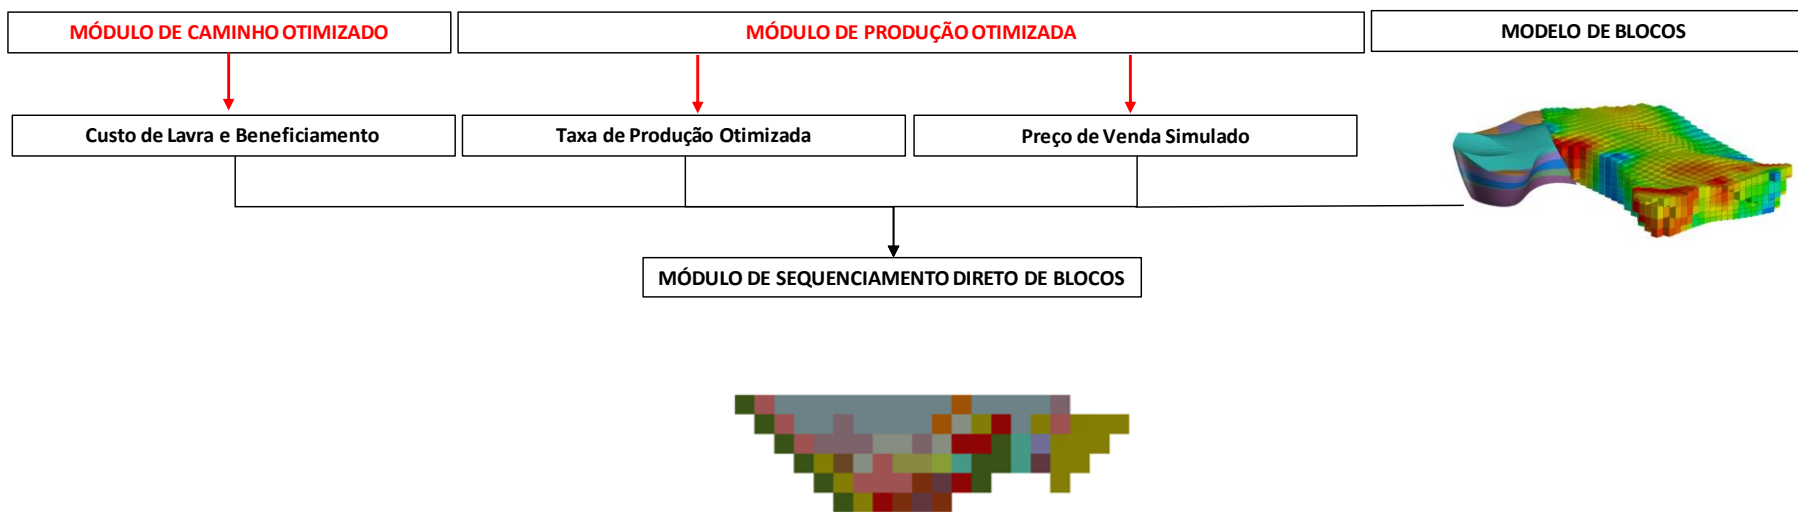 MÓDULO DE CAMINHO OTIMIZADO
MÓDULO DE PRODUÇÃO OTIMIZADA
MODELO DE BLOCOS
Custo de Lavra e Beneficiamento
Taxa de Produção Otimizada
Preço de Venda Simulado
MÓDULO DE SEQUENCIAMENTO DIRETO DE BLOCOS